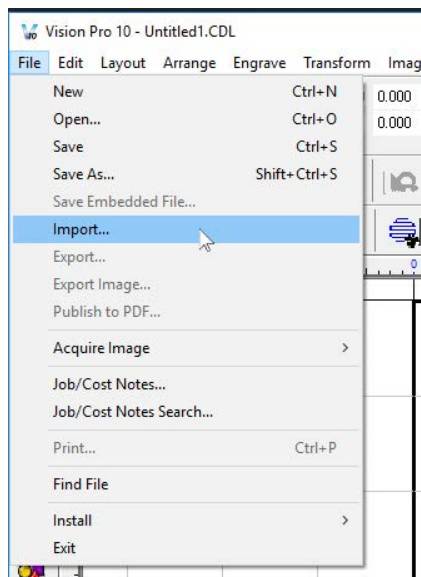 Vision Pro 10 - Untitled1.CDL
File Edit Layout Arrange Engrave Transform Imag
New Ctrl+N
0.000
Open... Ctrl+O
0.000
Save Ctrl+S
Save As... Shift+Ctrl+S
Save Embedded File...
Import...
Export...
0
Export Image...
Publish to PDF...
Acquire Image
Job/Cost Notes...
Job/Cost Notes Search...
Print... Ctrl+P
Find File
Install
Exit